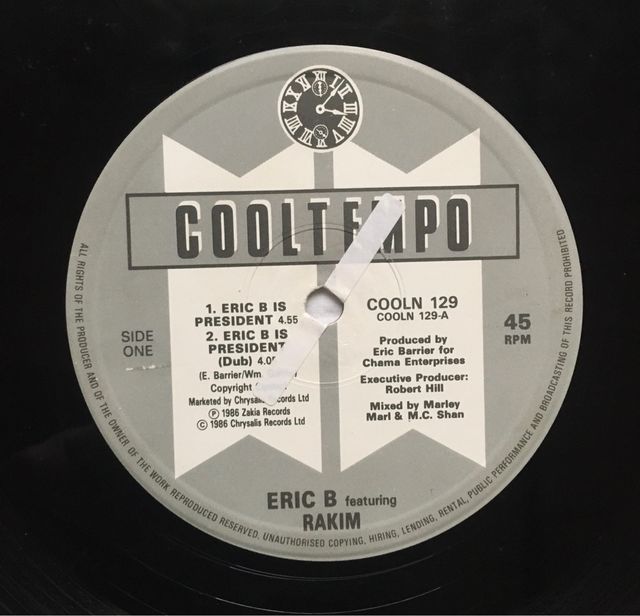 COOLTEMPO
1. ERIC B IS
PRESIDENT 4.55
2. ERIC B IS
PRESIDENT
(Dub)
(E. Barrier/Wm.
Copyright
Marketed by Chrysalis Records Ltd
Ⓟ 1986 Zakia Records
© 1986 Chrysalis Records Ltd
SIDE
ONE
COOLN 129
COOLN 129-A
Produced by
Eric Barrier for
Chama Enterprises
Executive Producer:
Robert Hill
Mixed by Marley
Marl & M.C. Shan
45
RPM
ERIC B featuring
RAKIM
ALL RIGHTS OF THE PRODUCER AND OF THE OWNER OF THE WORK REPRODUCED RESERVED. UNAUTHORISED COPYING, HIRING, LENDING, RENTAL, PUBLIC PERFORMANCE AND BROADCASTING OF THIS RECORD PROHIBITED